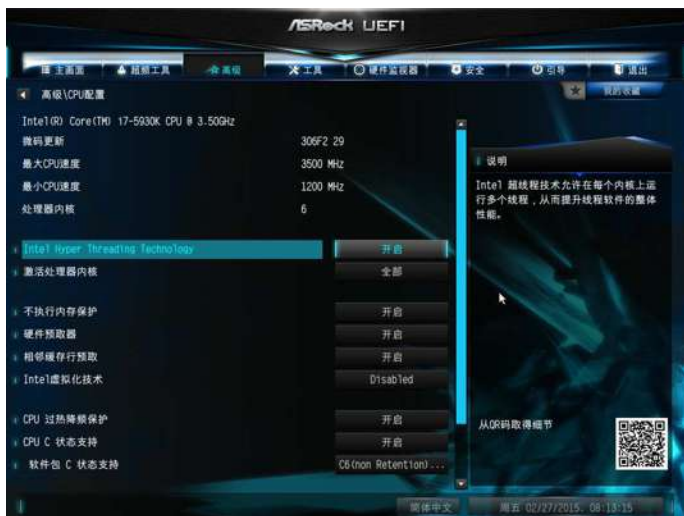 ASRock UEFI
主画面 超频工具 高级 工具 硬件监视器 安全 引导 退出
高级\CPU配置
我的收藏
Intel(R) Core(TM) i7-5930K CPU @ 3.50GHz
微码更新 306F2 29
最大CPU速度 3500 MHz
最小CPU速度 1200 MHz
处理器内核 6
Intel Hyper Threading Technology 开启
激活处理器内核 全部
不执行内存保护 开启
硬件预取器 开启
相邻缓存行预取 开启
Intel虚拟化技术 Disabled
CPU 过热降频保护 开启
CPU C 状态支持 开启
软件包 C 状态支持 C6(non Retention)...
说明
Intel 超线程技术允许在每个内核上运
行多个线程，从而提升线程软件的整体
性能。
从QR码取得细节
简体中文
周五 02/27/2015. 08:13:15